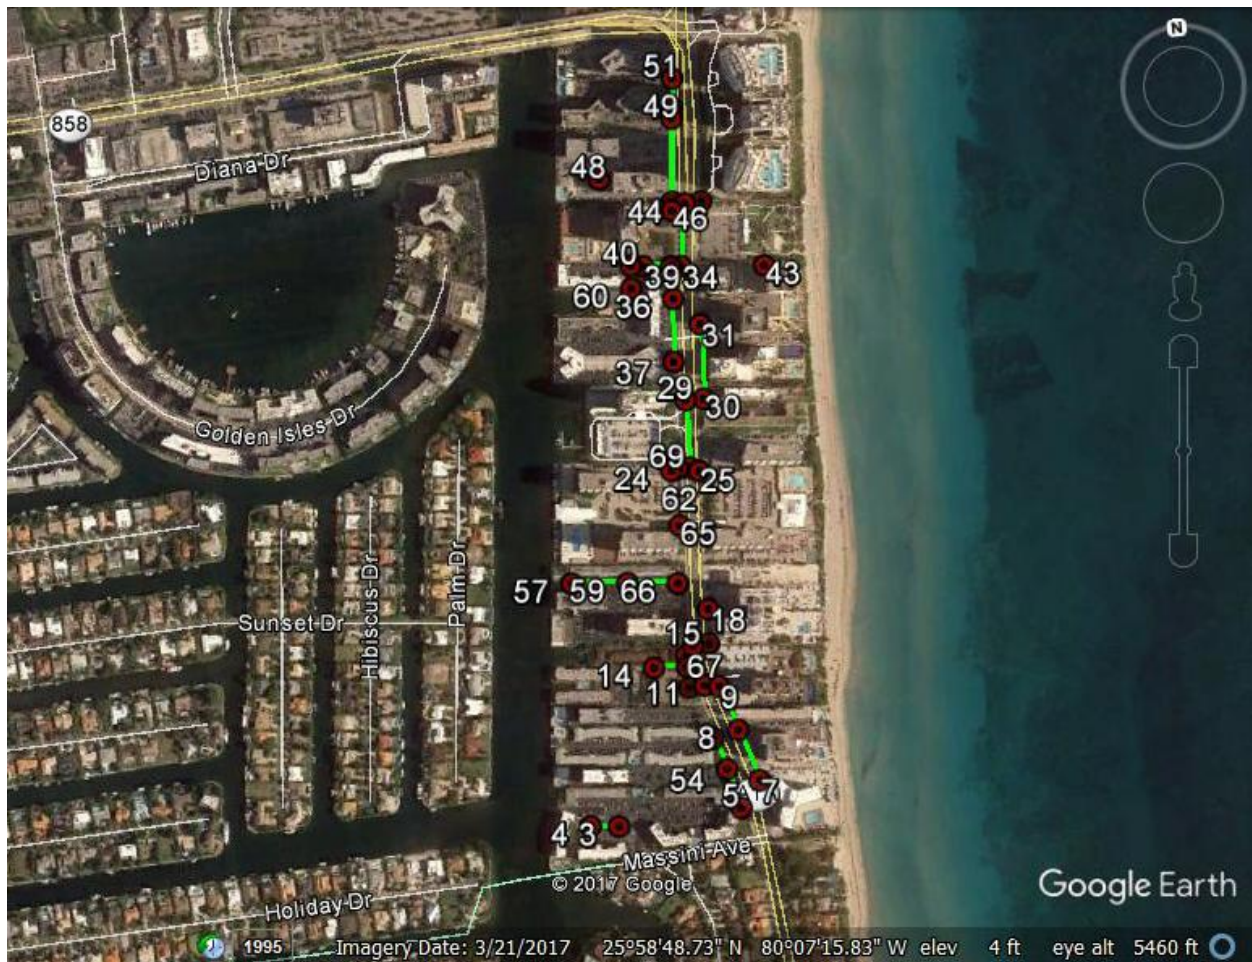 N
51
858
49
Diana Dr
48
44 46
40
39 34
43
60
36
31
37
29
30
Golden Isles Dr
69
24 25
62
65
57 59 66
Palm Dr
Hibiscus Dr
18
Sunset Dr
15
67
14
11
9
8
54
5
7
4 3
Massini Ave
© 2017 Google
Google Earth
Holiday Dr
1995 Imagery Date: 3/21/2017 25°58'48.73" N 80°07'15.83" W elev 4 ft eye alt 5460 ft